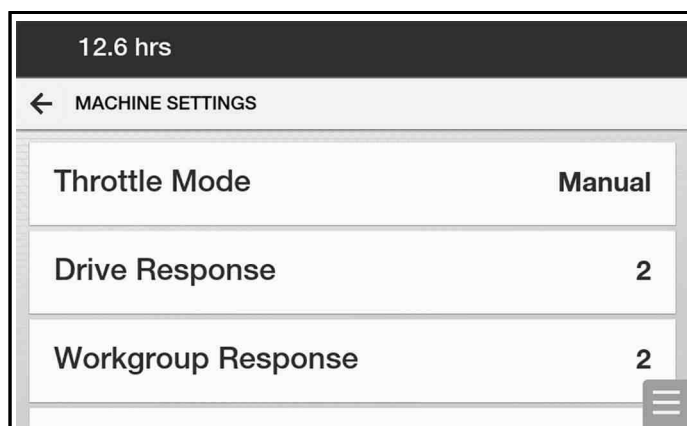 12.6 hrs
MACHINE SETTINGS
Throttle Mode Manual
Drive Response 2
Workgroup Response 2